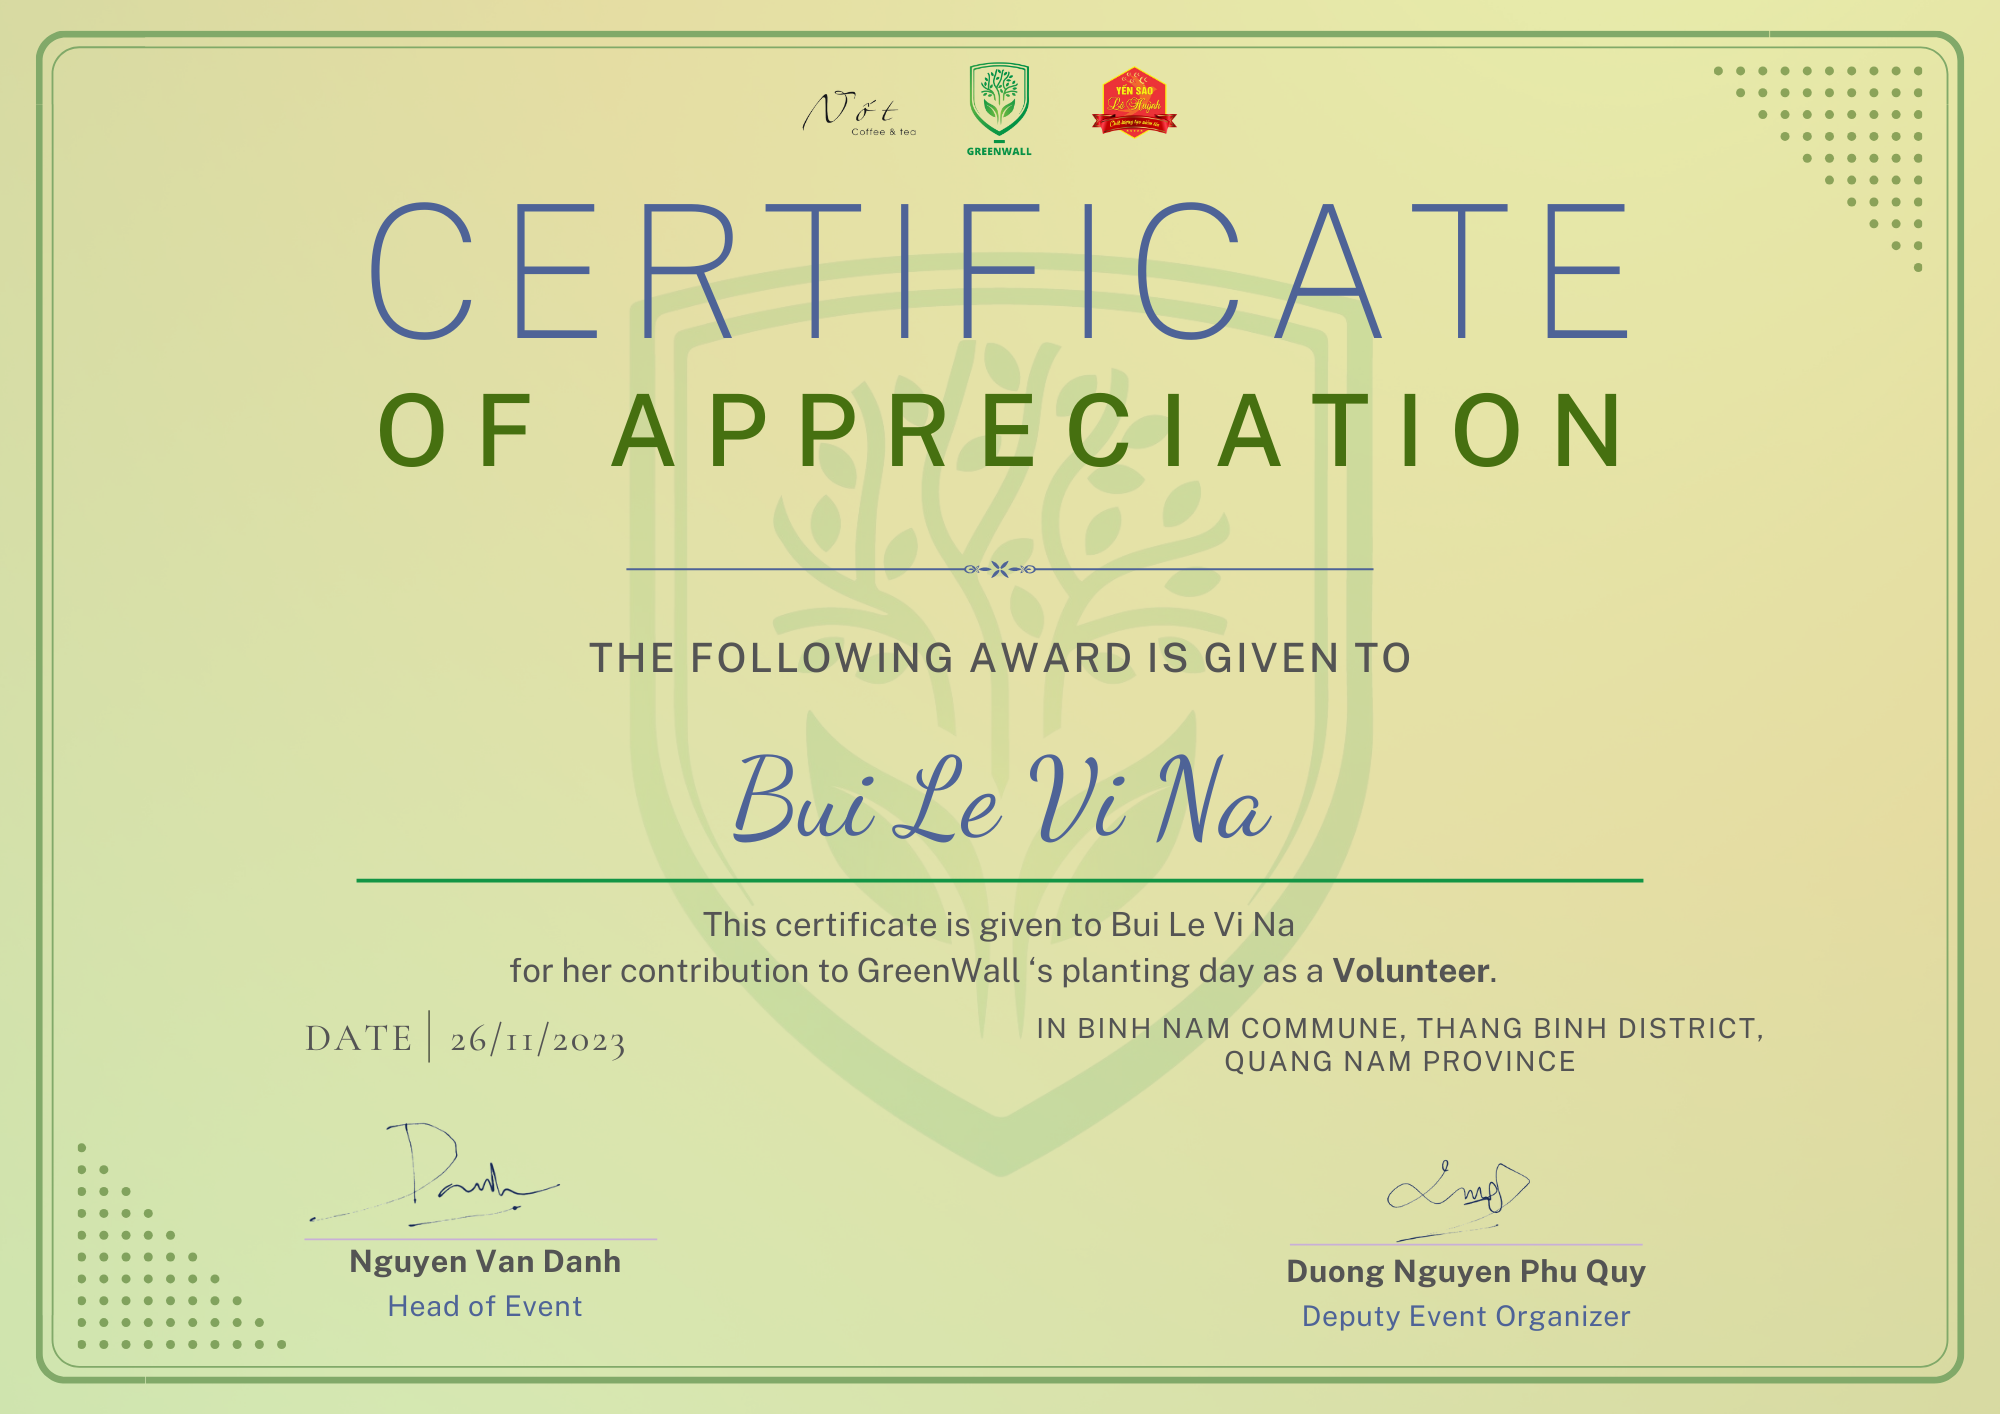 Nốt
Coffee & tea
GREENWALL
YẾN SÀO
Lê Huỳnh
CERTIFICATE
OF APPRECIATION
THE FOLLOWING AWARD IS GIVEN TO
Bui Le Vi Na
This certificate is given to Bui Le Vi Na
for her contribution to GreenWall ‘s planting day as a Volunteer.
DATE | 26/11/2023
IN BINH NAM COMMUNE, THANG BINH DISTRICT,
QUANG NAM PROVINCE
Danh
Nguyen Van Danh
Head of Event
Duong Nguyen Phu Quy
Deputy Event Organizer